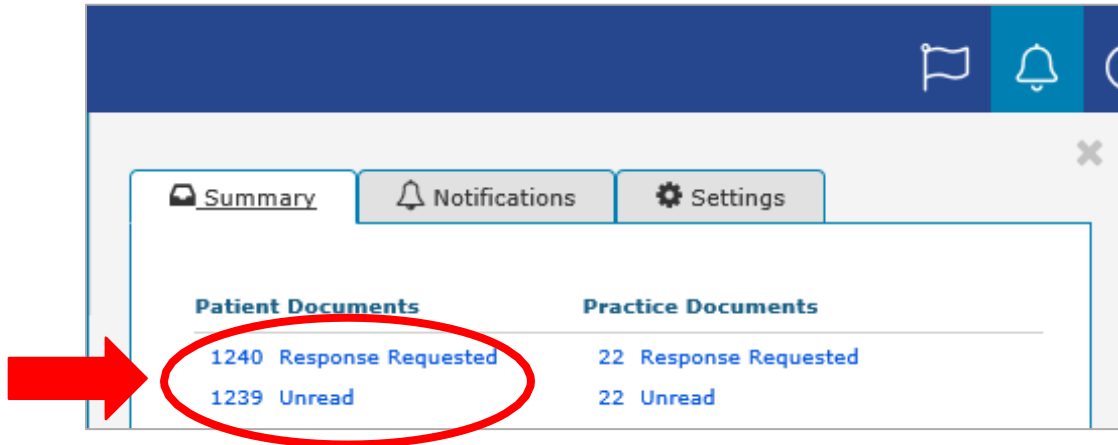 Summary Notifications Settings
Patient Documents Practice Documents
1240 Response Requested 22 Response Requested
1239 Unread 22 Unread